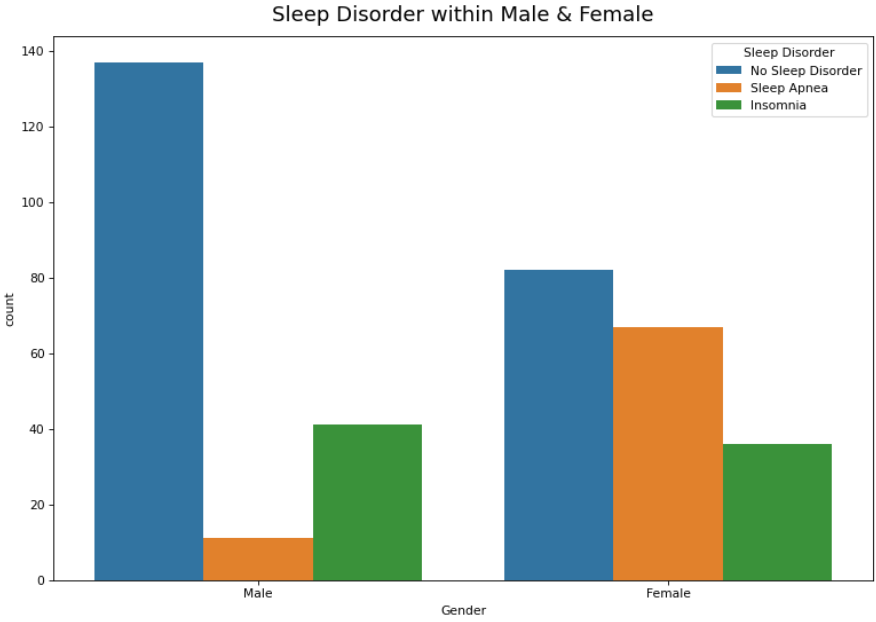 Sleep Disorder within Male & Female
Sleep Disorder
No Sleep Disorder
Sleep Apnea
Insomnia
140
120
100
80
60
40
20
0
count
Male
Female
Gender